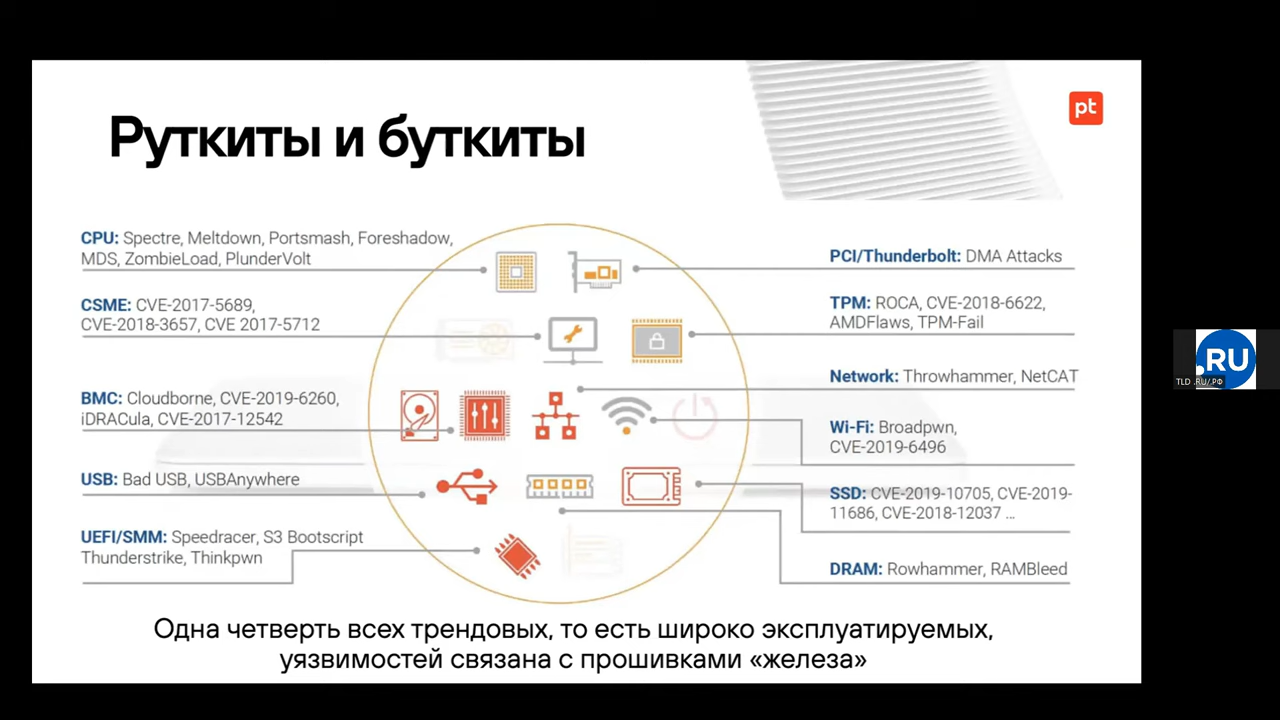 Руткиты и буткиты
pt
CPU: Spectre, Meltdown, Portsmash, Foreshadow,
MDS, ZombieLoad, PlunderVolt
CSME: CVE-2017-5689,
CVE-2018-3657, CVE 2017-5712
BMC: Cloudborne, CVE-2019-6260,
iDRACula, CVE-2017-12542
USB: Bad USB, USBAnywhere
UEFI/SMM: Speedracer, S3 Bootscript
Thunderstrike, Thinkpwn
PCI/Thunderbolt: DMA Attacks
TPM: ROCA, CVE-2018-6622,
AMDFlaws, TPM-Fail
Network: Throwhammer, NetCAT
Wi-Fi: Broadpwn,
CVE-2019-6496
SSD: CVE-2019-10705, CVE-2019-
11686, CVE-2018-12037 ...
DRAM: Rowhammer, RAMBleed
Одна четверть всех трендовых, то есть широко эксплуатируемых,
уязвимостей связана с прошивками «железа»
.RU
TLD .RU/.РФ